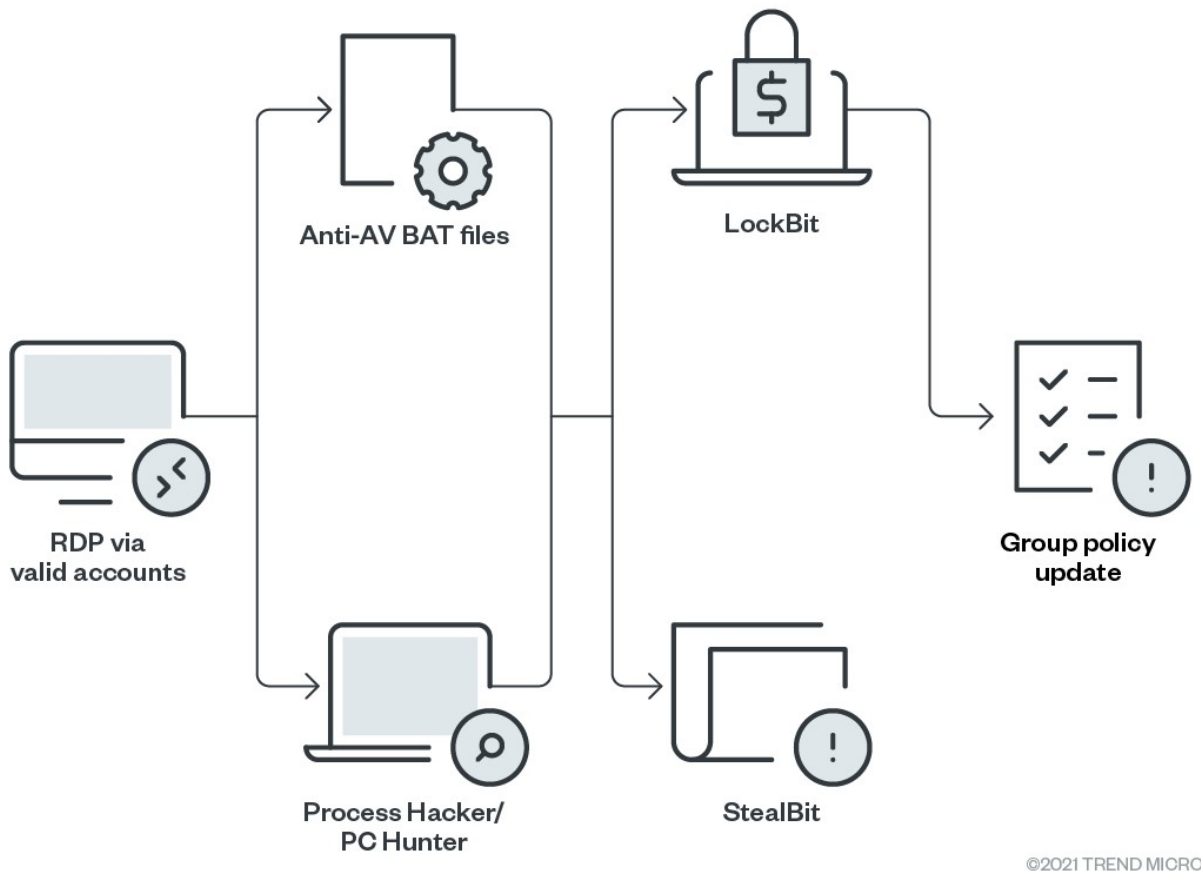 Anti-AV BAT files
$
LockBit
RDP via
valid accounts
Group policy
update
Process Hacker/
PC Hunter
StealBit
©2021 TREND MICRO